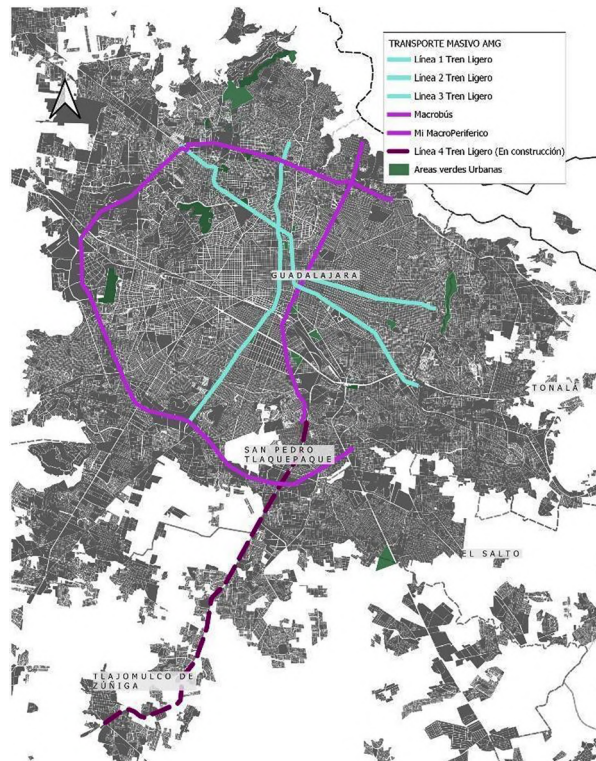 TRANSPORTE MASIVO AMG
Línea 1 Tren Ligero
Línea 2 Tren Ligero
Línea 3 Tren Ligero
Macrobús
Mi MacroPeriferico
Línea 4 Tren Ligero (En construcción)
Areas verdes Urbanas
GUADALAJARA
TONALÁ
SAN PEDRO
TLAQUEPAQUE
EL SALTO
TLAJOMULCO DE
ZÚÑIGA